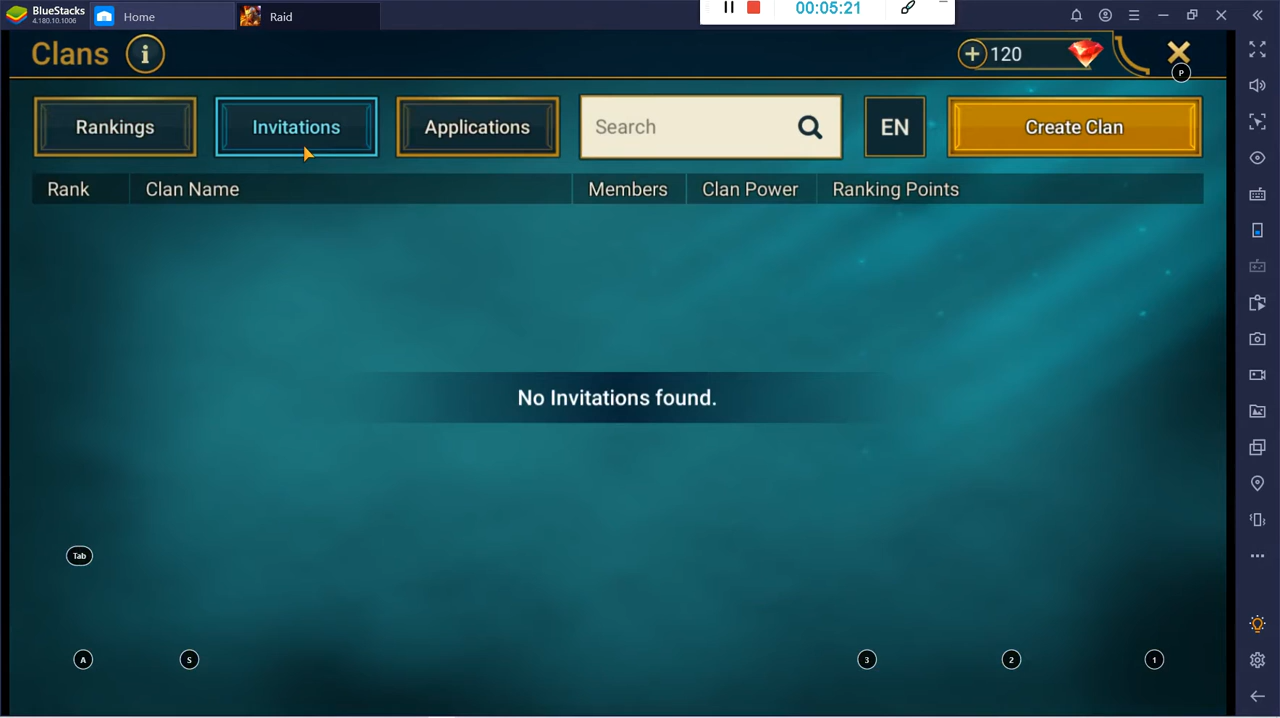 BlueStacks
4.180.10.1006
Home
Raid
00:05:21
Clans
i
120
P
Rankings
Invitations
Applications
Search
EN
Create Clan
Rank
Clan Name
Members
Clan Power
Ranking Points
No Invitations found.
Tab
A
S
3
2
1